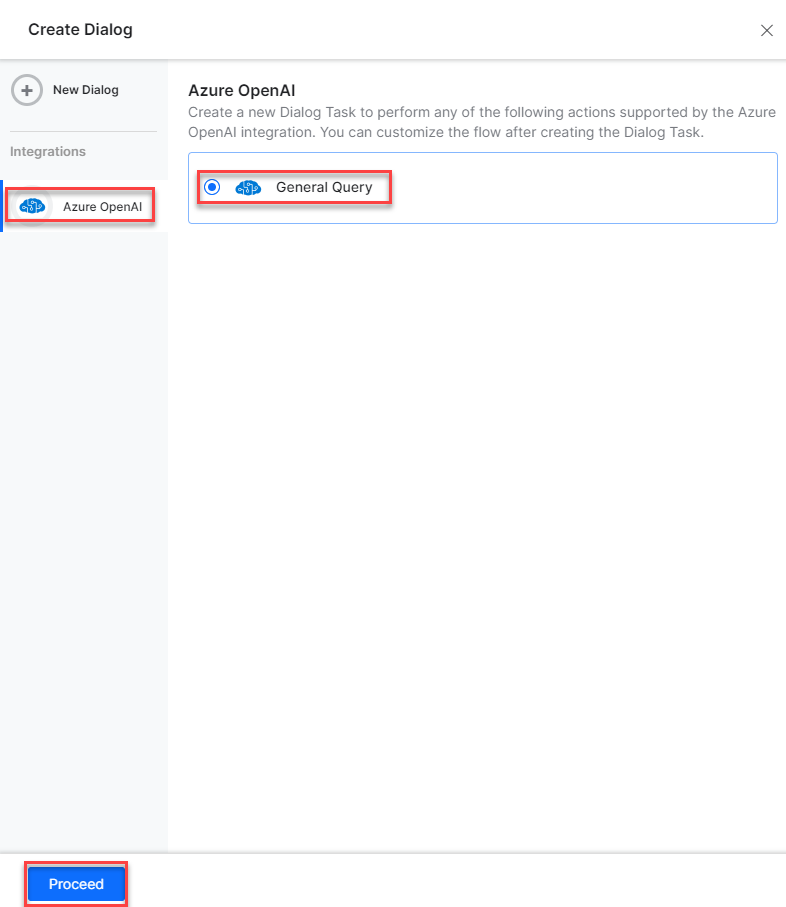 Create Dialog
New Dialog
Integrations
Azure OpenAI
Azure OpenAI
Create a new Dialog Task to perform any of the following actions supported by the Azure
OpenAI integration. You can customize the flow after creating the Dialog Task.
General Query
Proceed